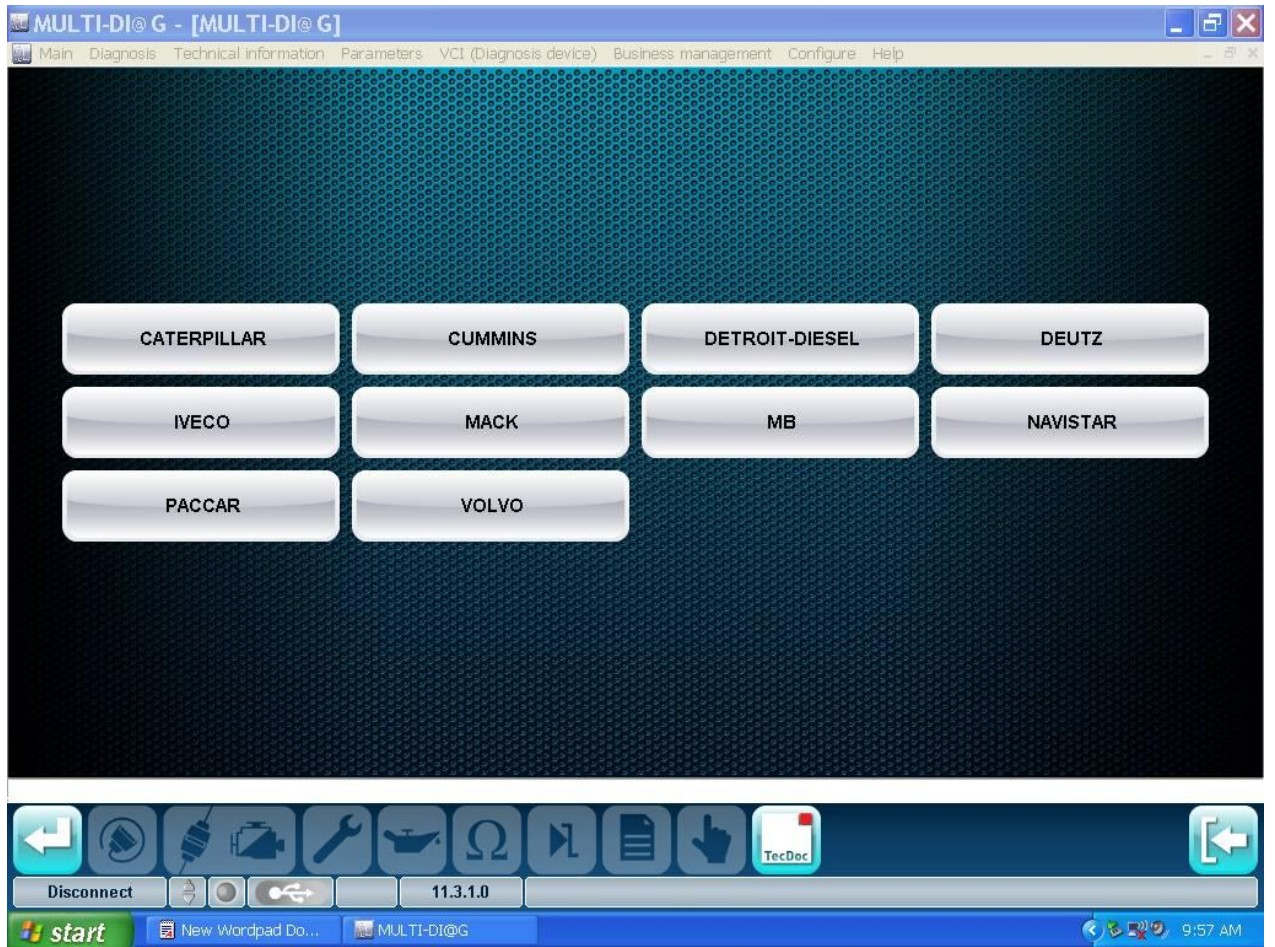 MULTI-DI@G - [MULTI-DI@G]
Main Diagnosis Technical information Parameters VCI (Diagnosis device) Business management Configure Help
CATERPILLAR CUMMINS DETROIT-DIESEL DEUTZ
IVECO MACK MB NAVISTAR
PACCAR VOLVO
Ω
TecDoc
Disconnect 11.3.1.0
start New Wordpad Do... MULTI-DI@G 9:57 AM